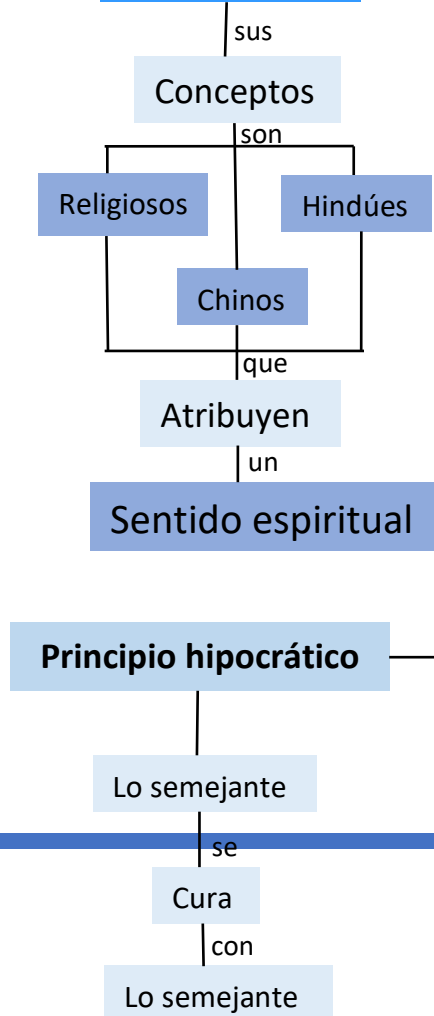 sus
Conceptos
son
Religiosos
Hindúes
Chinos
que
Atribuyen
un
Sentido espiritual
Principio hipocrático
Lo semejante
se
Cura
con
Lo semejante